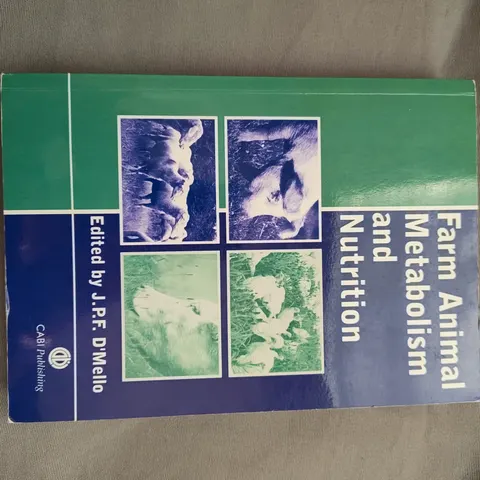 Farm Animal
Metabolism
and
Nutrition
Edited by J.P.F. D'Mello
CABI Publishing